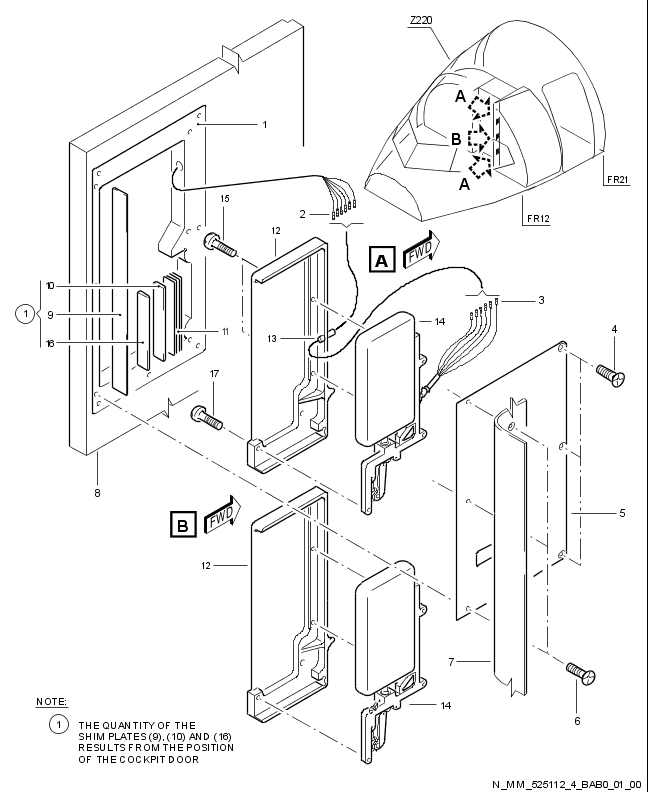 Z220
A
B
A
FR21
FR12
1
2
15
12
A
FWD
3
14
13
4
10
1
9
16
11
17
8
5
B
FWD
12
7
14
6
NOTE:
1 THE QUANTITY OF THE
SHIM PLATES (9), (10) AND (16)
RESULTS FROM THE POSITION
OF THE COCKPIT DOOR
N_MM_525112_4_BAB0_01_00